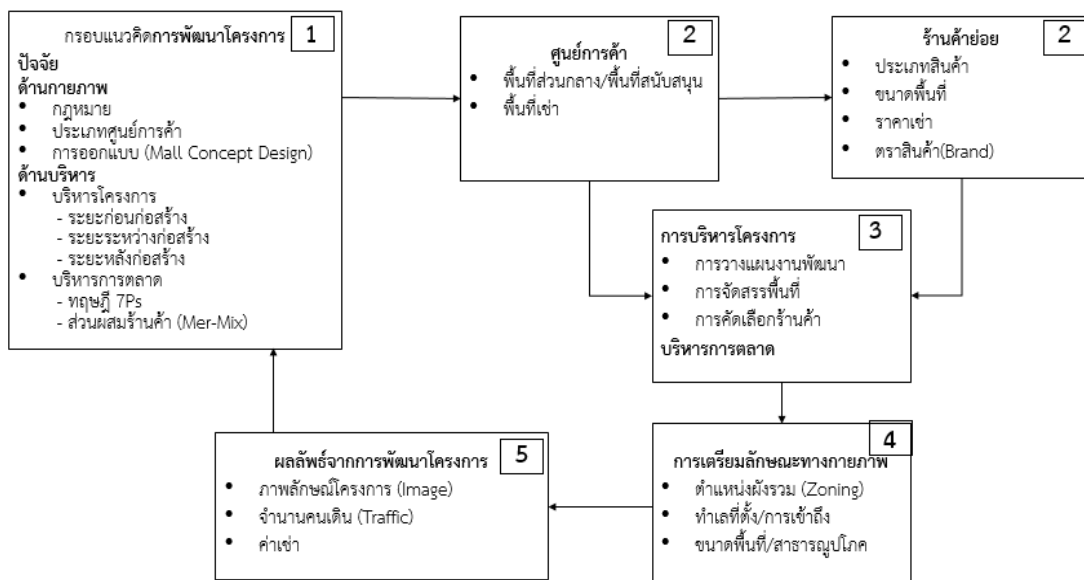 กรอบแนวคิดการพัฒนาโครงการ 1
ปัจจัย
ด้านกายภาพ
• กฎหมาย
• ประเภทศูนย์การค้า
• การออกแบบ (Mall Concept Design)
ด้านบริหาร
• บริหารโครงการ
- ระยะก่อนก่อสร้าง
- ระยะระหว่างก่อสร้าง
- ระยะหลังก่อสร้าง
• บริหารการตลาด
- ทฤษฎี 7Ps
- ส่วนผสมร้านค้า (Mer-Mix)
ศูนย์การค้า 2
• พื้นที่ส่วนกลาง/พื้นที่สนับสนุน
• พื้นที่เช่า
ร้านค้าย่อย 2
• ประเภทสินค้า
• ขนาดพื้นที่
• ราคาเช่า
• ตราสินค้า(Brand)
การบริหารโครงการ 3
• การวางแผนงานพัฒนา
• การจัดสรรพื้นที่
• การคัดเลือกร้านค้า
บริหารการตลาด
4
การเตรียมลักษณะทางกายภาพ
• ตำแหน่งผังรวม (Zoning)
• ทำเลที่ตั้ง/การเข้าถึง
• ขนาดพื้นที่/สาธารณูปโภค
ผลลัพธ์จากการพัฒนาโครงการ 5
• ภาพลักษณ์โครงการ (Image)
• จำนานคนเดิน (Traffic)
• ค่าเช่า